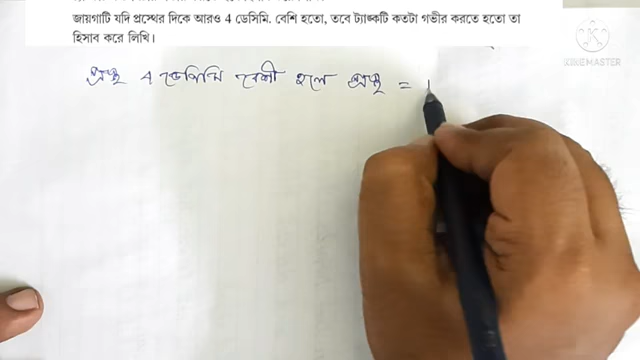 জায়গাটি যদি প্রস্থের দিকে আরও 4 ডেসিমি. বেশি হতো, তবে ট্যাঙ্কটি কতটা গভীর করতে হতো তা
হিসাব করে লিখি।
প্রস্থ 4 ডেসিমি বেশী হলে প্রস্থ =
KINEMASTER